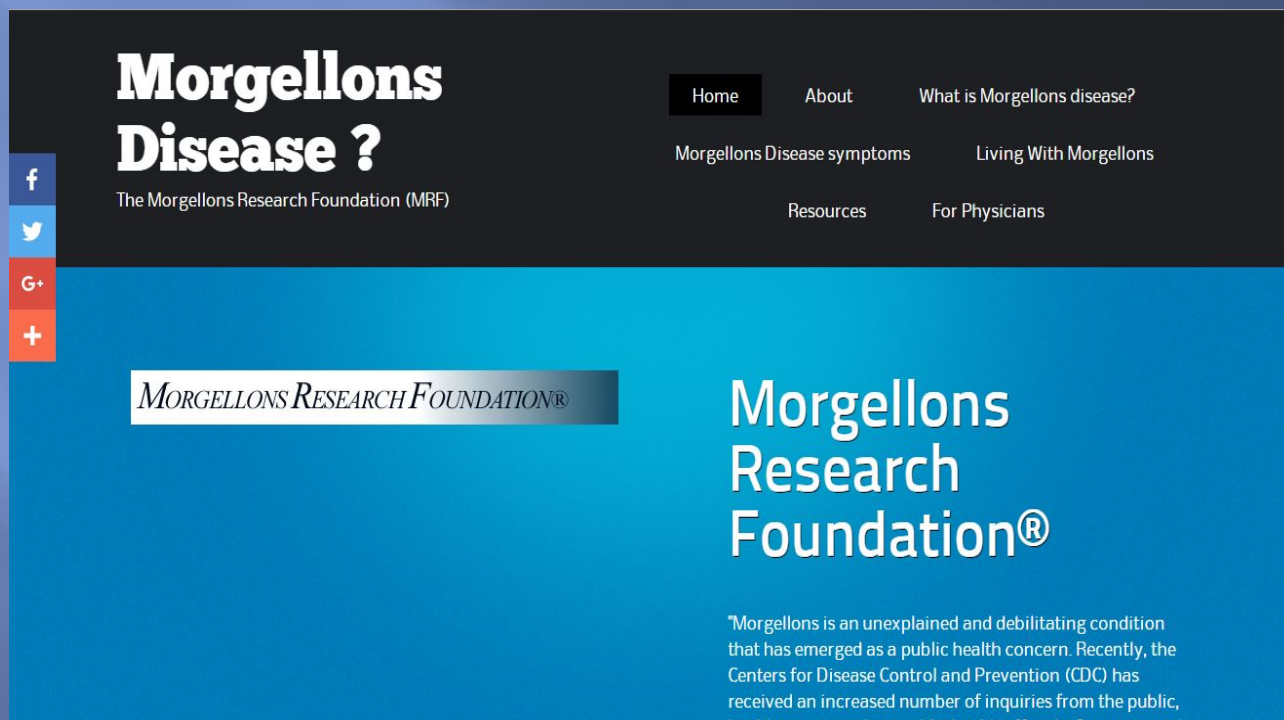 Morgellons
Disease ?
The Morgellons Research Foundation (MRF)
Home About What is Morgellons disease?
Morgellons Disease symptoms Living With Morgellons
Resources For Physicians
f
G+
+
MORGELLONS RESEARCH FOUNDATION®
Morgellons
Research
Foundation®
"Morgellons is an unexplained and debilitating condition
that has emerged as a public health concern. Recently, the
Centers for Disease Control and Prevention (CDC) has
received an increased number of inquiries from the public,